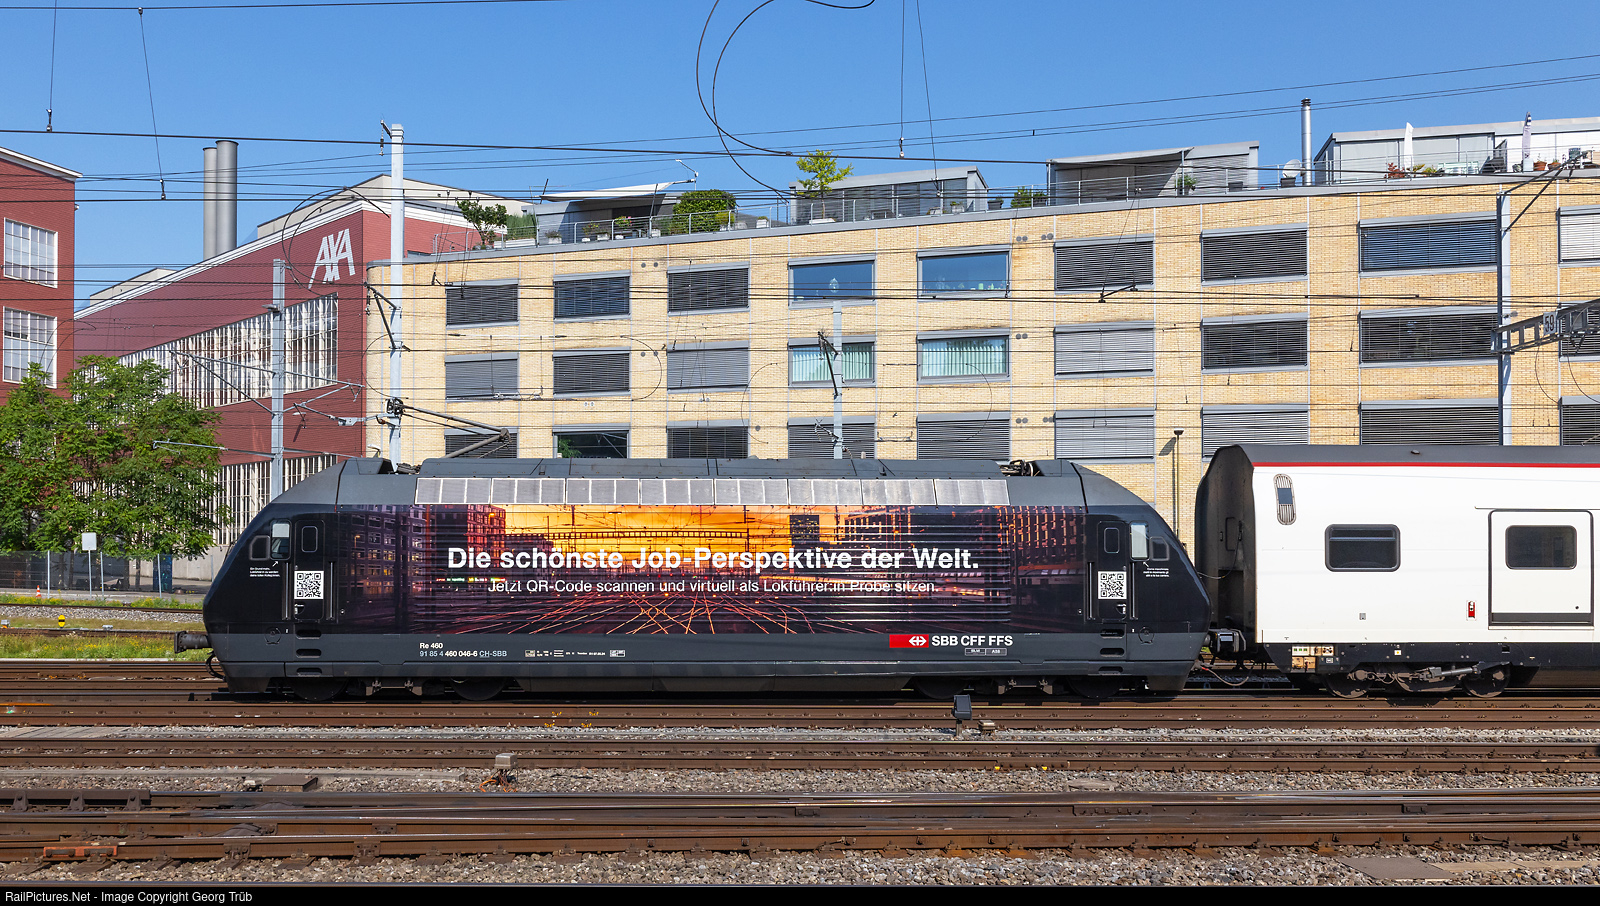 AXA
59
Die schönste Job-Perspektive der Welt.
Jetzt QR-Code scannen und virtuell als Lokführer:in Probe sitzen.
SBB CFF FFS
Re 460
91 85 4 460 046-6 CH-SBB
RailPictures.Net - Image Copyright Georg Trüb